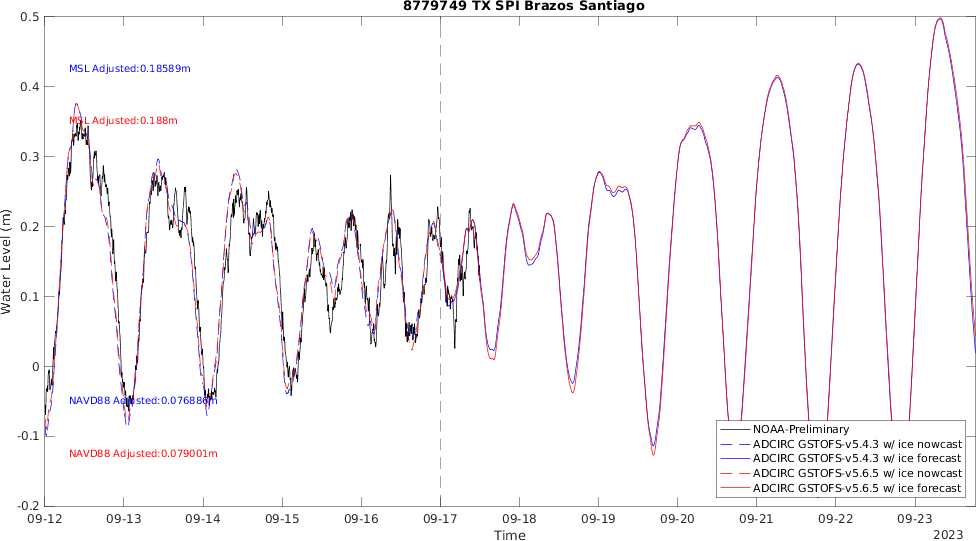 8779749 TX SPI Brazos Santiago
0.5
MSL Adjusted:0.18589m
0.4
MSL Adjusted:0.188m
0.3
0.2
Water Level (m)
0.1
0
NAVD88 Adjusted:0.076886m
-0.1
NAVD88 Adjusted:0.079001m
-0.2
NOAA-Preliminary
ADCIRC GSTOFS-v5.4.3 w/ ice nowcast
ADCIRC GSTOFS-v5.4.3 w/ ice forecast
ADCIRC GSTOFS-v5.6.5 w/ ice nowcast
ADCIRC GSTOFS-v5.6.5 w/ ice forecast
09-12 09-13 09-14 09-15 09-16 09-17 09-18 09-19 09-20 09-21 09-22 09-23
Time
2023